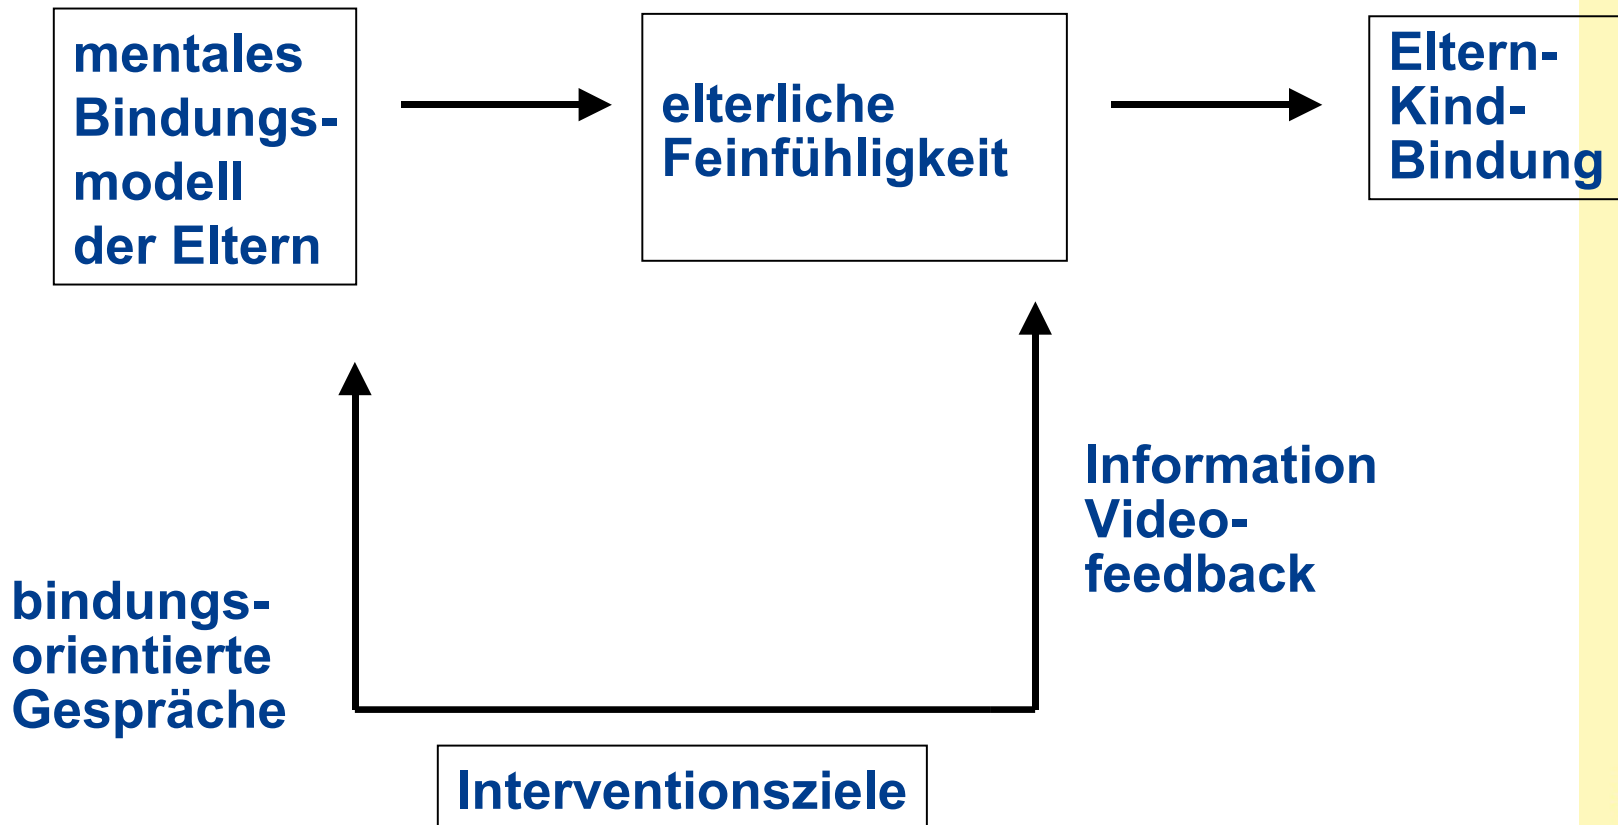 mentales
Bindungs-
modell
der Eltern
elterliche
Feinfühligkeit
Eltern-
Kind-
Bindung
Information
Video-
feedback
bindungs-
orientierte
Gespräche
Interventionsziele